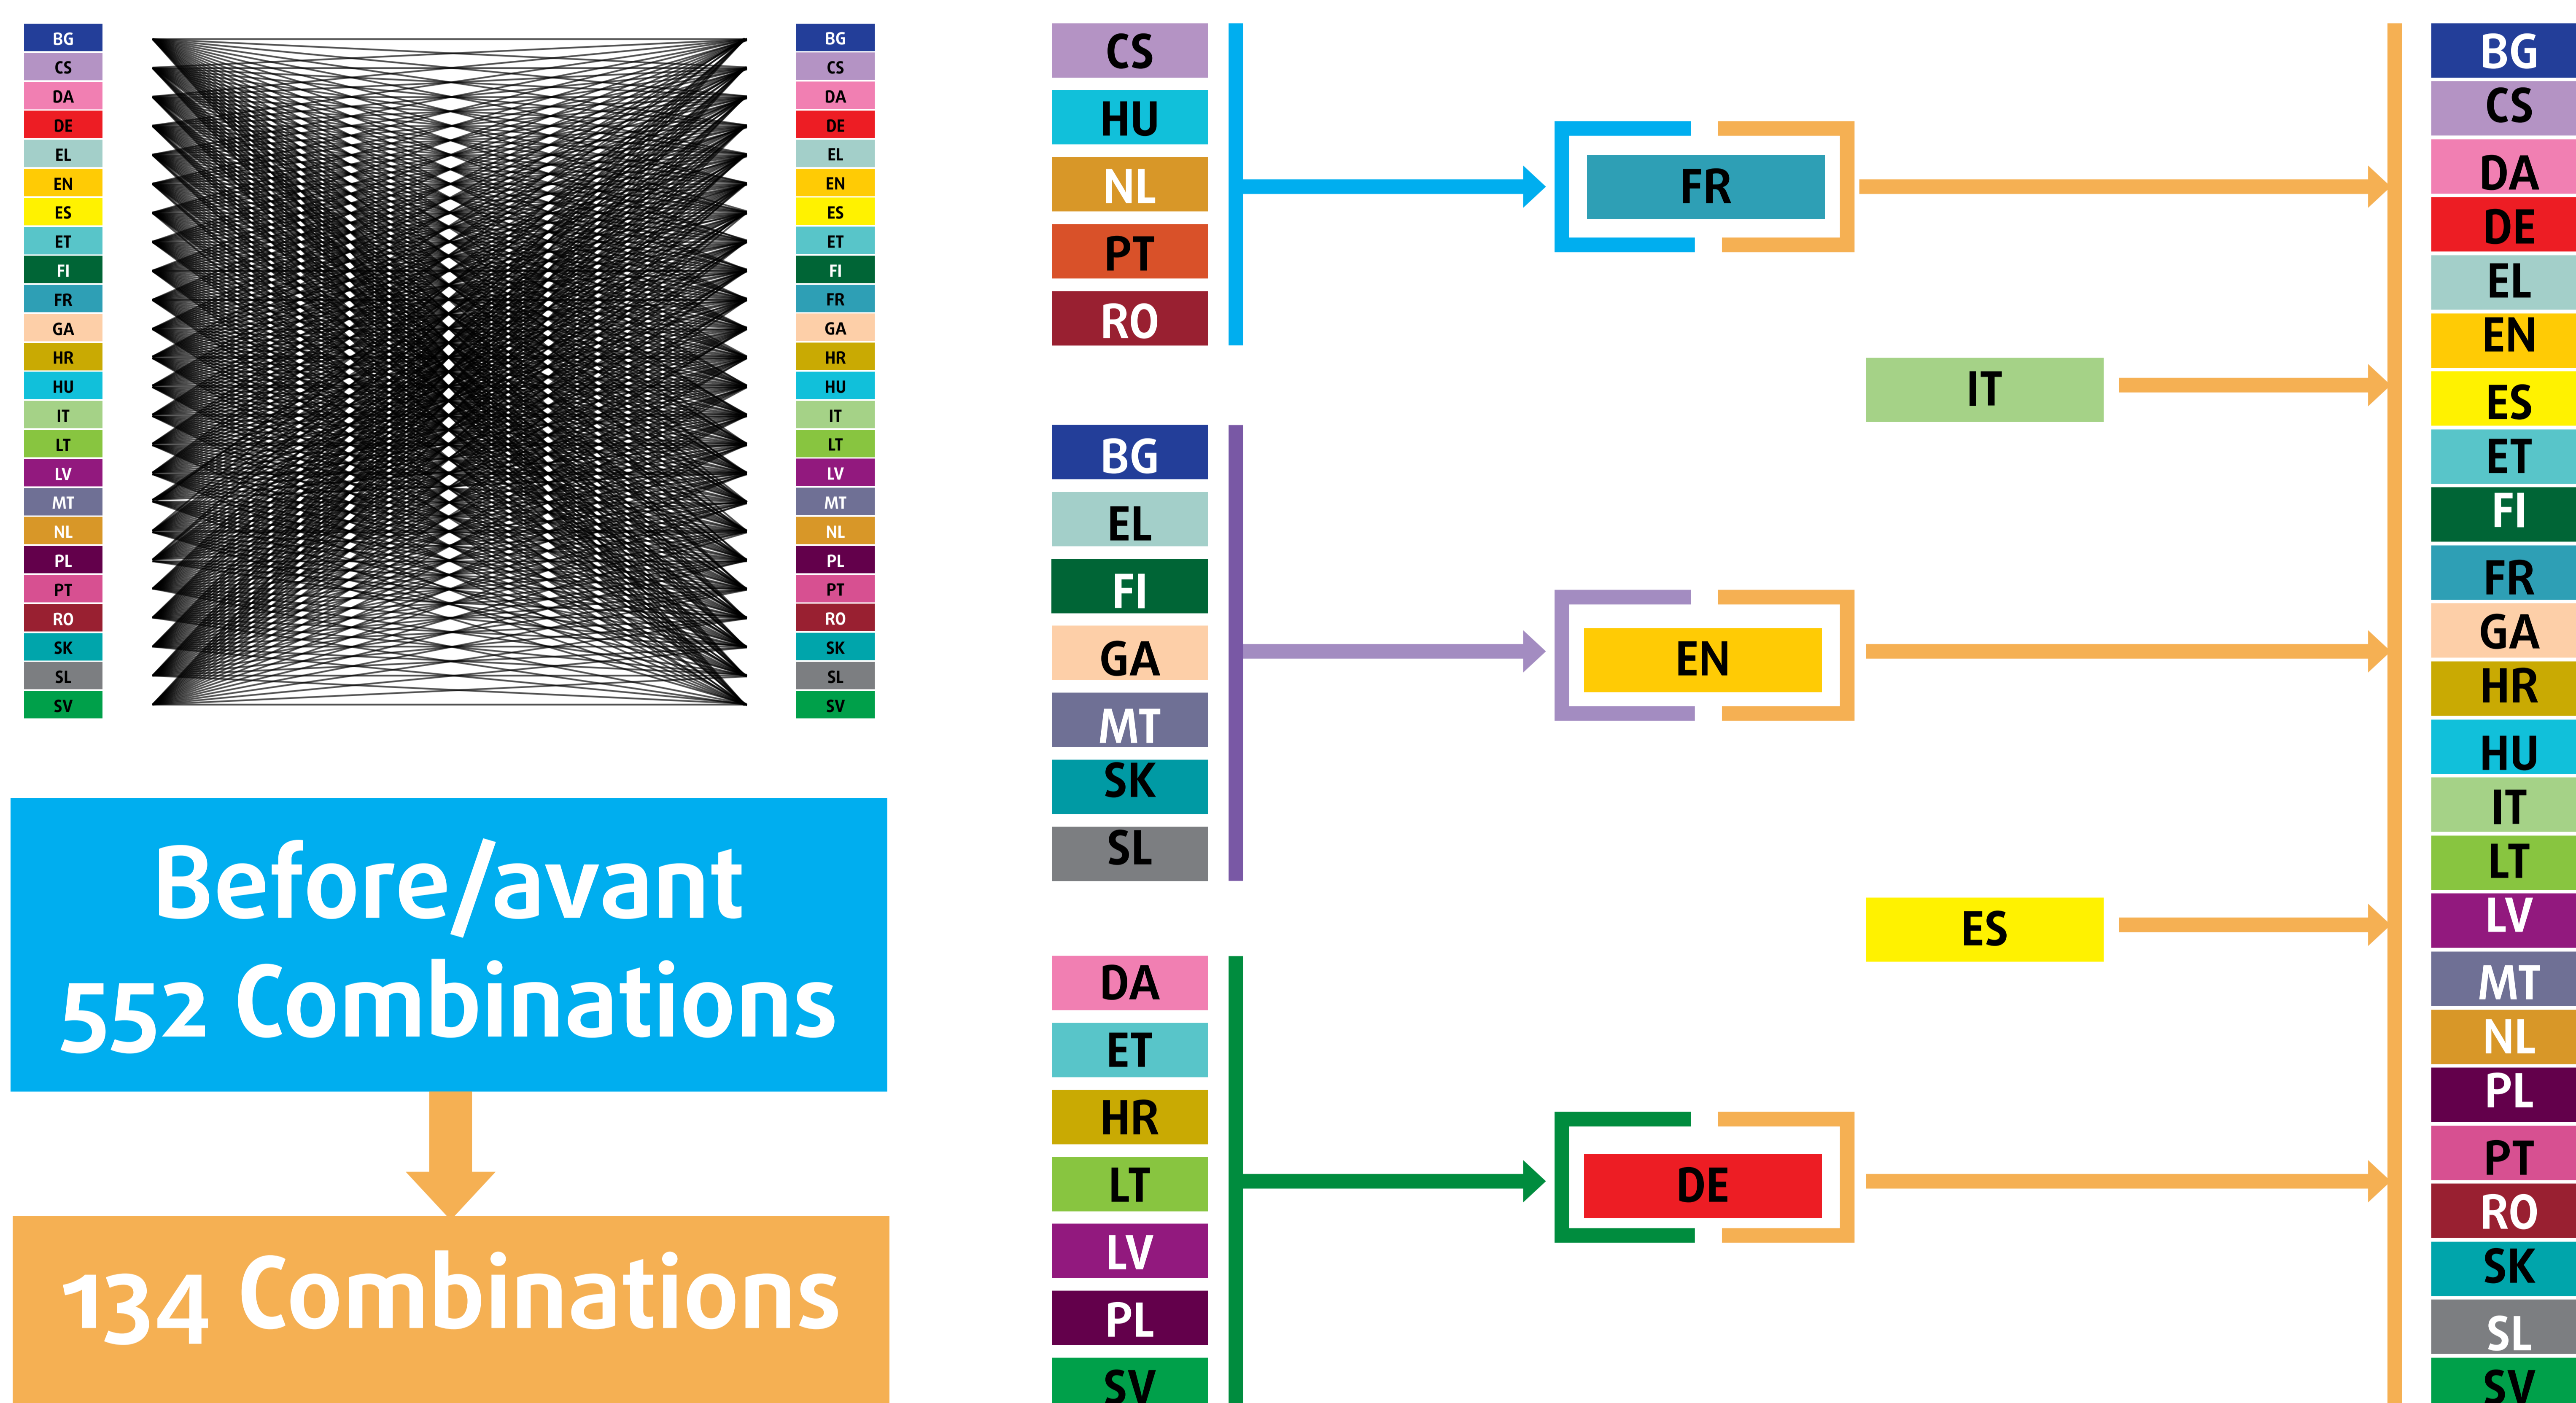 BG
CS
DA
DE
EL
EN
ES
ET
FI
FR
GA
HR
HU
IT
LT
LV
MT
NL
PL
PT
RO
SK
SL
SV
BG
CS
DA
DE
EL
EN
ES
ET
FI
FR
GA
HR
HU
IT
LT
LV
MT
NL
PL
PT
RO
SK
SL
SV
Before/avant
552 Combinations
134 Combinations
CS
HU
NL
PT
RO
BG
EL
FI
GA
MT
SK
SL
DA
ET
HR
LT
LV
PL
SV
FR
IT
EN
ES
DE
BG
CS
DA
DE
EL
EN
ES
ET
FI
FR
GA
HR
HU
IT
LT
LV
MT
NL
PL
PT
RO
SK
SL
SV